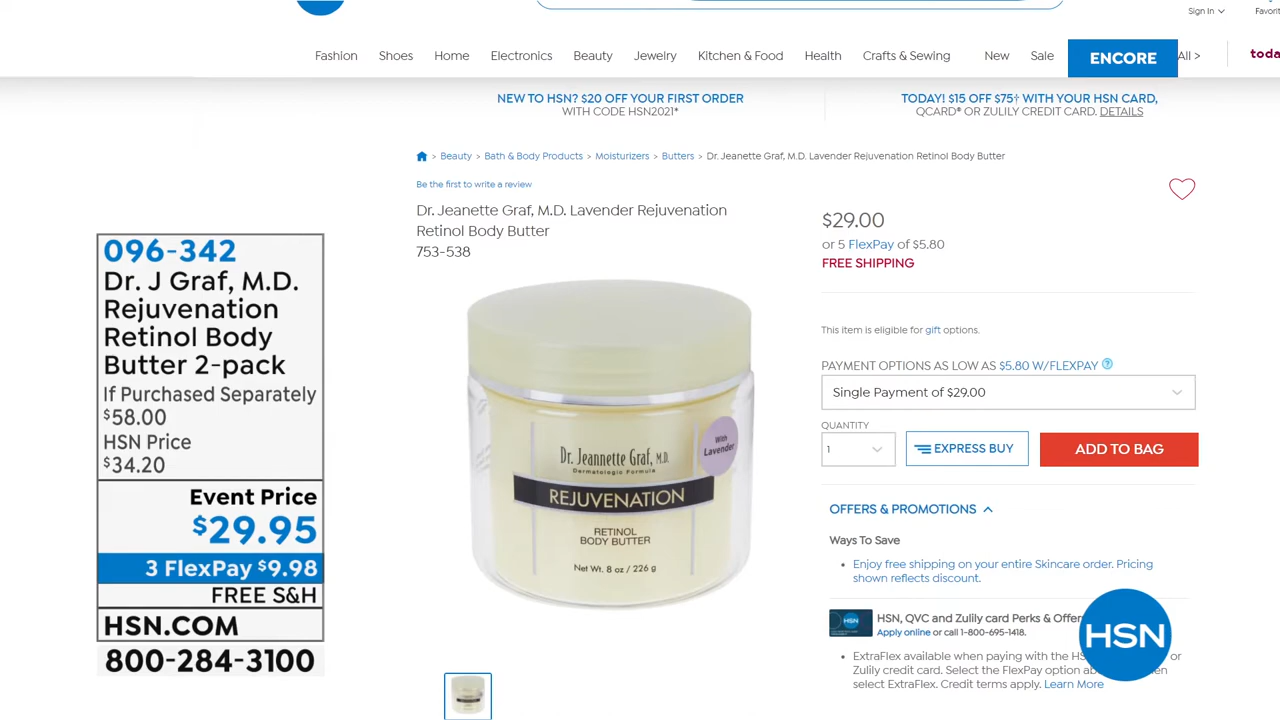 Sign In
Favorit
Fashion
Shoes
Home
Electronics
Beauty
Jewelry
Kitchen & Food
Health
Crafts & Sewing
New
Sale
ENCORE
All >
toda
NEW TO HSN? $20 OFF YOUR FIRST ORDER
WITH CODE HSN2021*
TODAY! $15 OFF $75† WITH YOUR HSN CARD,
QCARD® OR ZULILY CREDIT CARD. DETAILS
> Beauty > Bath & Body Products > Moisturizers > Butters > Dr. Jeanette Graf, M.D. Lavender Rejuvenation Retinol Body Butter
Be the first to write a review
Dr. Jeanette Graf, M.D. Lavender Rejuvenation
Retinol Body Butter
753-538
096-342
Dr. J Graf, M.D.
Rejuvenation
Retinol Body
Butter 2-pack
If Purchased Separately
$58.00
HSN Price
$34.20
Event Price
$29.95
3 FlexPay $9.98
FREE S&H
HSN.COM
800-284-3100
With
Lavender
Dr. Jeannette Graf, M.D.
Dermatologic Formula
REJUVENATION
RETINOL
BODY BUTTER
Net Wt. 8 oz / 226 g
$29.00
or 5 FlexPay of $5.80
FREE SHIPPING
This item is eligible for gift options.
PAYMENT OPTIONS AS LOW AS $5.80 W/FLEXPAY ?
Single Payment of $29.00
QUANTITY
1
EXPRESS BUY
ADD TO BAG
OFFERS & PROMOTIONS
Ways To Save
• Enjoy free shipping on your entire Skincare order. Pricing
shown reflects discount.
HSN
HSN, QVC and Zulily card Perks & Offer
Apply online or call 1-800-695-1418.
• ExtraFlex available when paying with the HS
or
Zulily credit card. Select the FlexPay option
select ExtraFlex. Credit terms apply. Learn More
HSN